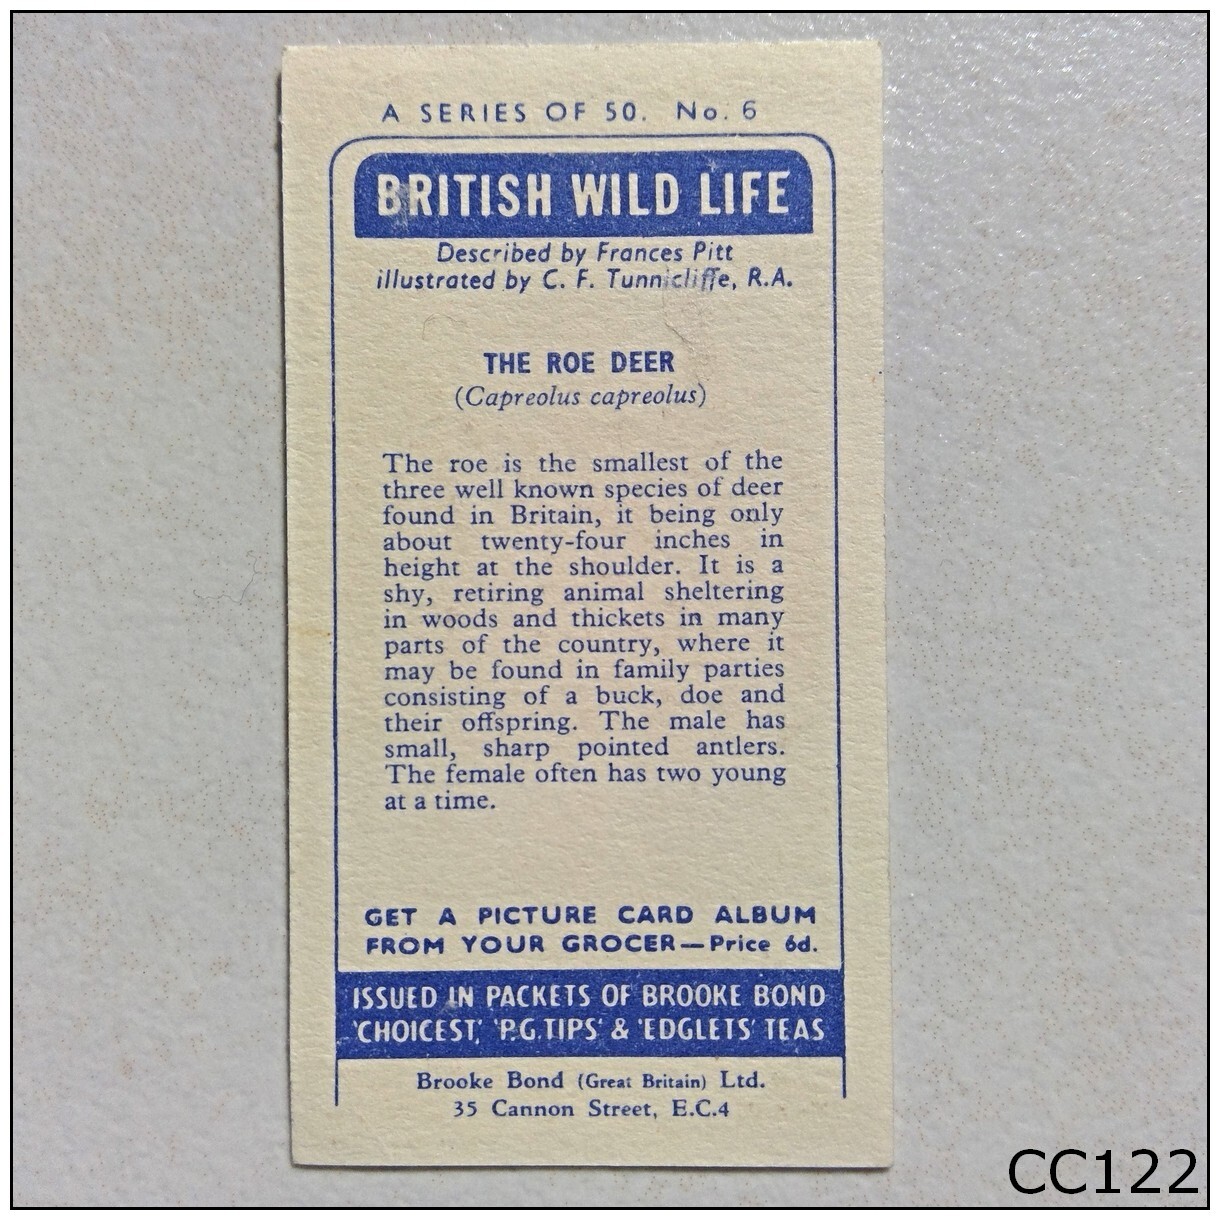 A SERIES OF 50. No. 6
BRITISH WILD LIFE
Described by Frances Pitt
illustrated by C. F. Tunnicliffe, R.A.
THE ROE DEER
(Capreolus capreolus)
The roe is the smallest of the
three well known species of deer
found in Britain, it being only
about twenty-four inches in
height at the shoulder. It is a
shy, retiring animal sheltering
in woods and thickets in many
parts of the country, where it
may be found in family parties
consisting of a buck, doe and
their offspring. The male has
small, sharp pointed antlers.
The female often has two young
at a time.
GET A PICTURE CARD ALBUM
FROM YOUR GROCER—Price 6d.
ISSUED IN PACKETS OF BROOKE BOND
'CHOICEST', 'P.G.TIPS' & 'EDGLETS' TEAS
Brooke Bond (Great Britain) Ltd.
35 Cannon Street, E.C.4
CC122